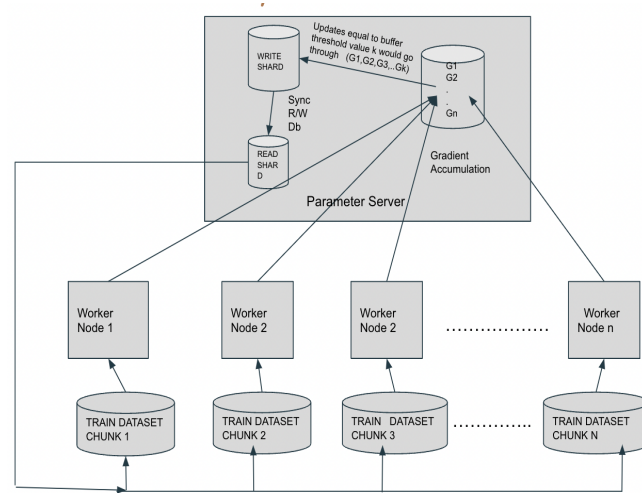 Updates equal to buffer
threshold value k would go
through (G1,G2,G3,..Gk)
WRITE
SHARD
G1
G2
.
.
Gn
Sync
R/W
Db
READ
SHAR
D
Gradient
Accumulation
Parameter Server
Worker
Node 1
Worker
Node 2
Worker
Node 2
..................
Worker
Node n
TRAIN DATASET
CHUNK 1
TRAIN DATASET
CHUNK 2
TRAIN DATASET
CHUNK 3
..............
TRAIN DATASET
CHUNK N